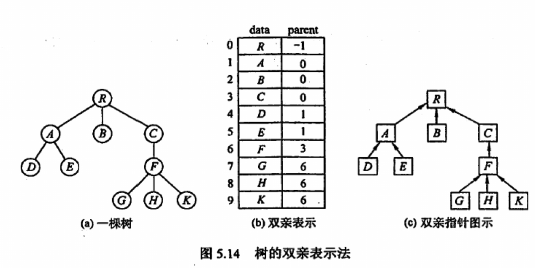 data parent
0 R -1
1 A 0
2 B 0
3 C 0
4 D 1
5 E 1
6 F 3
7 G 6
8 H 6
9 K 6
R
A B C
D E F
G H K
R
A B C
D E F
G H K
(a) 一棵树 (b) 双亲表示 (c) 双亲指针图示
图 5.14 树的双亲表示法